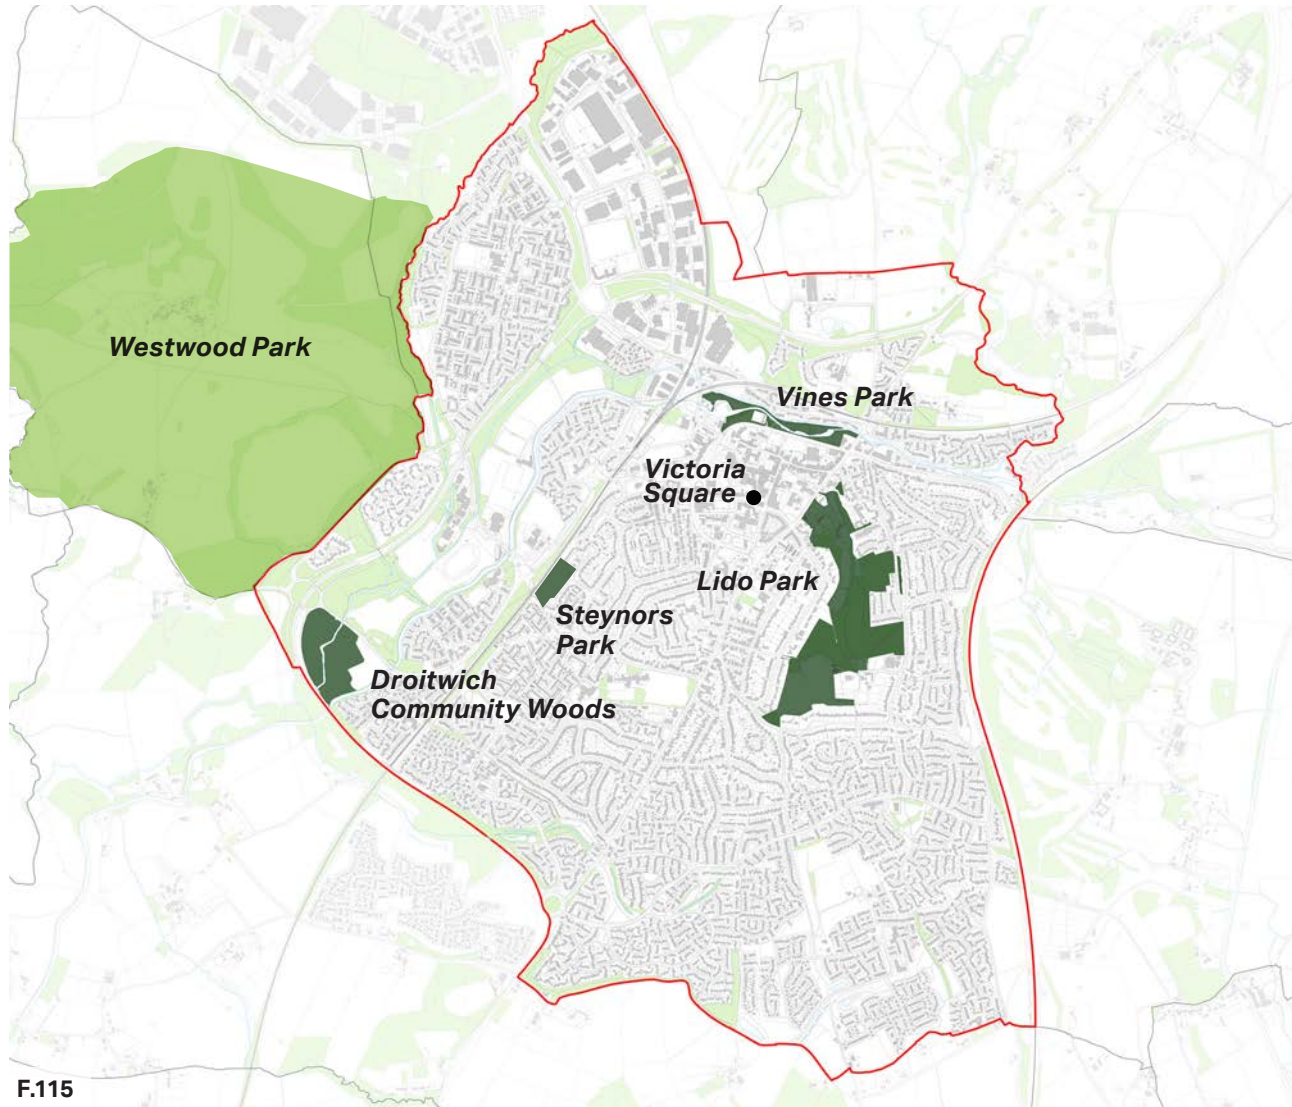 Westwood Park
Vines Park
Victoria
Square
Lido Park
Steynors
Park
Droitwich
Community Woods
F.115